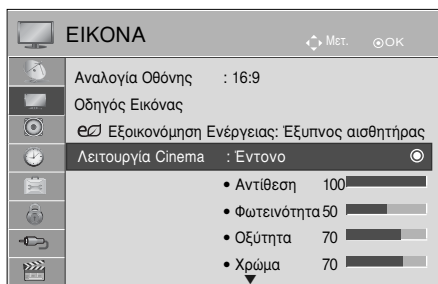 ΕΙΚΟΝΑ
Μετ. OK
Αναλογία Οθόνης : 16:9
Οδηγός Εικόνας
Εξοικονόμηση Ενέργειας: Έξυπνος αισθητήρας
Λειτουργία Cinema : Έντονο
• Αντίθεση 100
• Φωτεινότητα 50
• Οξύτητα 70
• Χρώμα 70